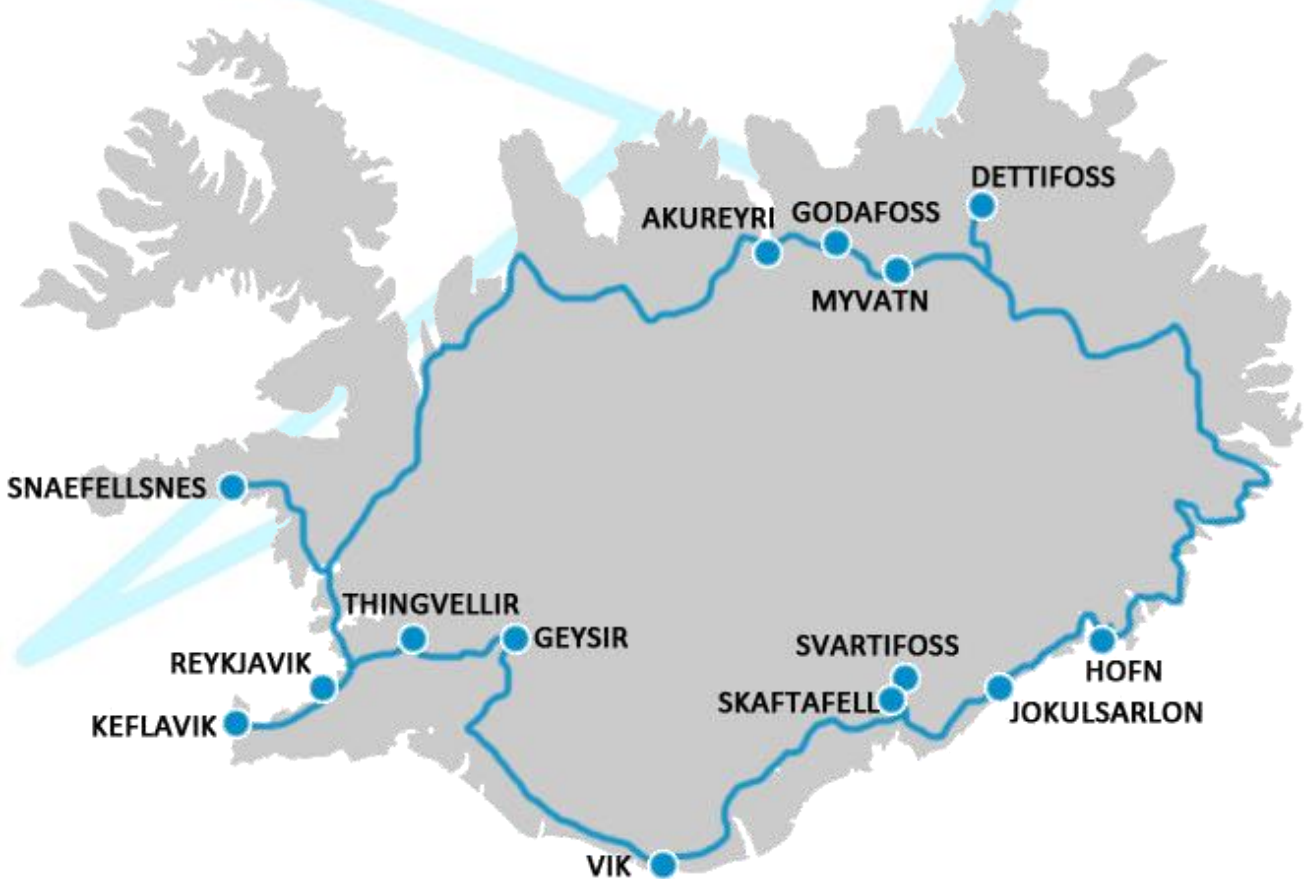 DETTIFOSS
AKUREYRI
GODAFOSS
MYVATN
SNAEFELLSNES
THINGVELLIR
GEYSIR
REYKJAVIK
KEFLAVIK
SVARTIFOSS
SKAFTAFELL
HOFN
JOKULSARLON
VIK